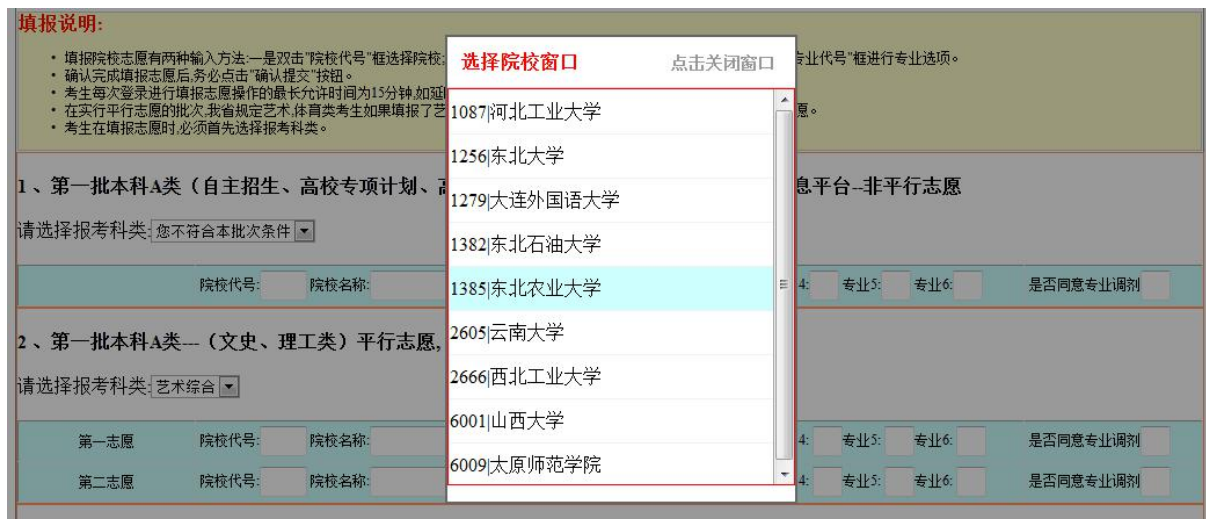 填报说明:
• 填报院校志愿有两种输入方法:一是双击"院校代号"框选择院校;
专业代号"框进行专业选项。
• 确认完成填报志愿后,务必点击"确认提交"按钮。
• 考生每次登录进行填报志愿操作的最长允许时间为15分钟,如延
• 在实行平行志愿的批次,我省规定艺术,体育类考生如果填报了艺
愿。
• 考生在填报志愿时,必须首先选择报考科类。
选择院校窗口 点击关闭窗口
1087|河北工业大学
1256|东北大学
1279|大连外国语大学
1382|东北石油大学
1385|东北农业大学
2605|云南大学
2666|西北工业大学
6001|山西大学
6009|太原师范学院
1、第一批本科A类（自主招生、高校专项计划、
息平台--非平行志愿
请选择报考科类: 您不符合本批次条件
院校代号: 院校名称: 4: 专业5: 专业6: 是否同意专业调剂
2、第一批本科A类---（文史、理工类）平行志愿,
请选择报考科类: 艺术综合
第一志愿 院校代号: 院校名称: 4: 专业5: 专业6: 是否同意专业调剂
第二志愿 院校代号: 院校名称: 4: 专业5: 专业6: 是否同意专业调剂